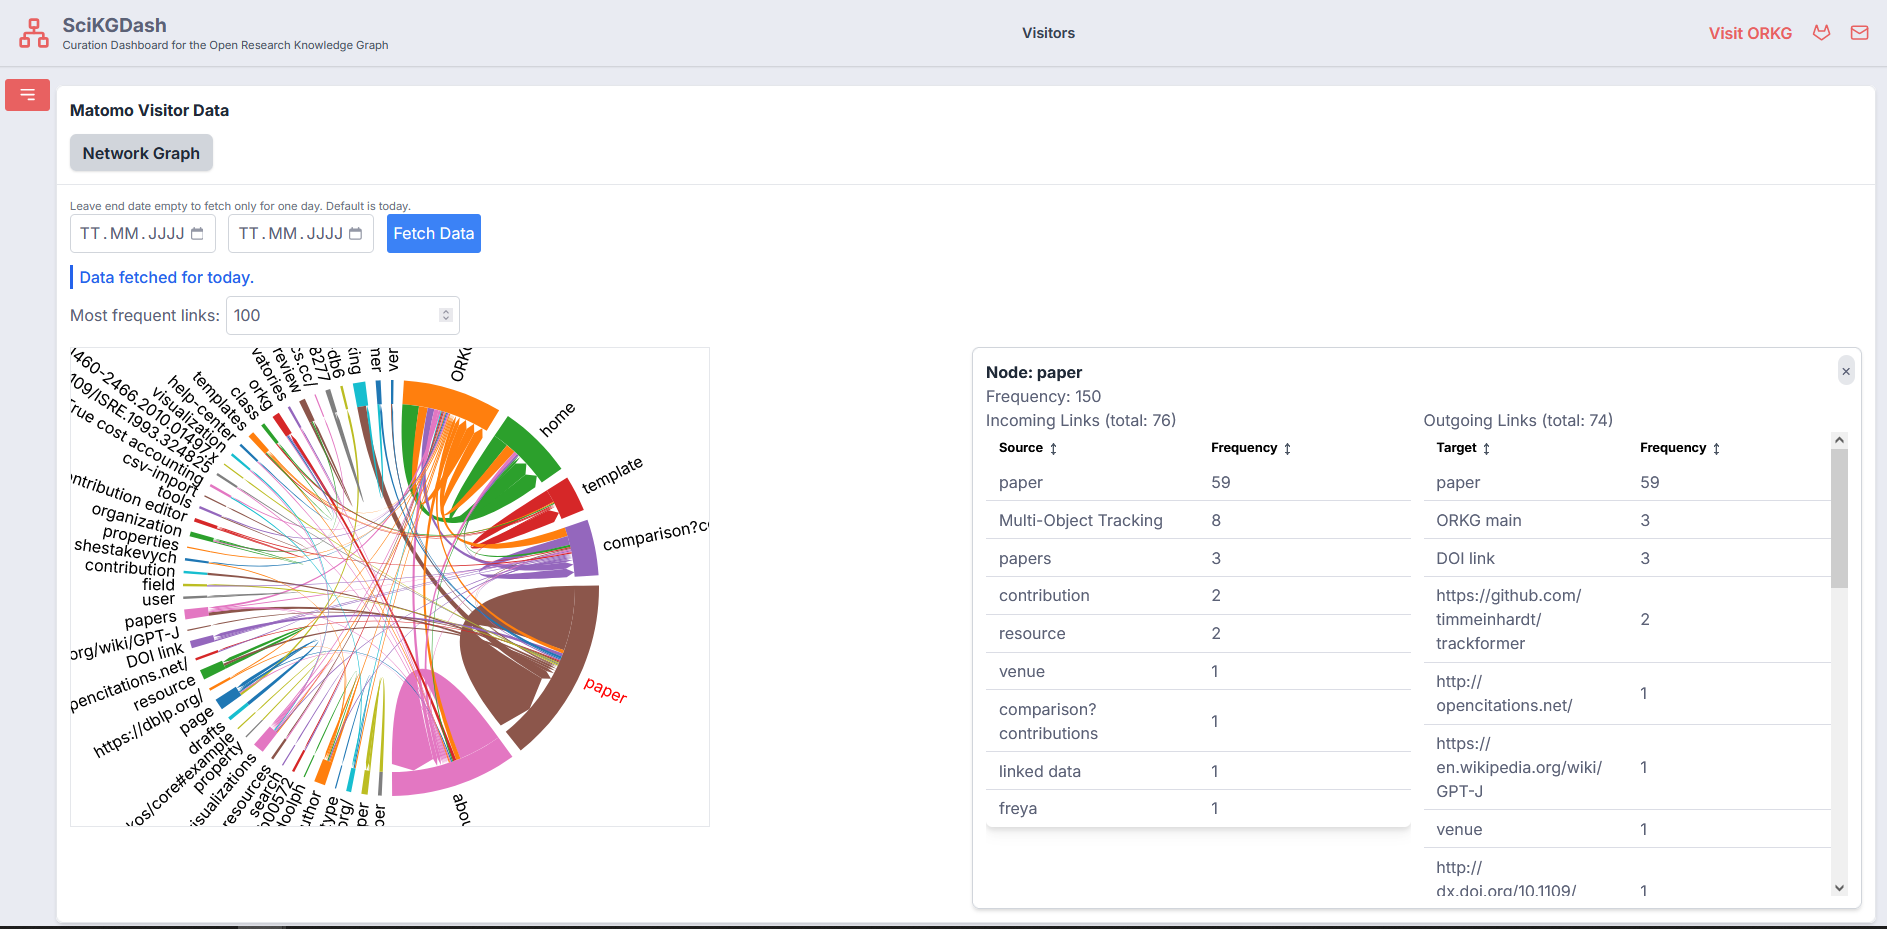 SciKGDash
Curation Dashboard for the Open Research Knowledge Graph
Visitors
Visit ORKG
Matomo Visitor Data
Network Graph
Leave end date empty to fetch only for one day. Default is today.
TT.MM.JJJJ
TT.MM.JJJJ
Fetch Data
Data fetched for today.
Most frequent links:
100
home
template
comparison?co
paper
abou
help-center
templates
class
orkg
vatories
review
cs.cc/
8277
db6
king
ner
ver
ORKG
1460-2466.2010.01497.x
109/ISRE.1993.324825
visualization
True cost accounting
csv-import
tools
ntribution editor
organization
properties
shestakevych
contribution
field
user
papers
org/wiki/GPT-J
DOI link
pencitations.net/
resource
https://dblp.org/
page
drafts
kos/core#example
property
isualizations
resources
search
b00572
doolph
uthor
type
org/
per
per
Node: paper
Frequency: 150
Incoming Links (total: 76)
Source
Frequency
paper
59
Multi-Object Tracking
8
papers
3
contribution
2
resource
2
venue
1
comparison?
contributions
1
linked data
1
freya
1
Outgoing Links (total: 74)
Target
Frequency
paper
59
ORKG main
3
DOI link
3
https://github.com/
timmeinhardt/
trackformer
2
http://
opencitations.net/
1
https://
en.wikipedia.org/wiki/
GPT-J
1
venue
1
http://
dx.doi.org/10.1109/
1